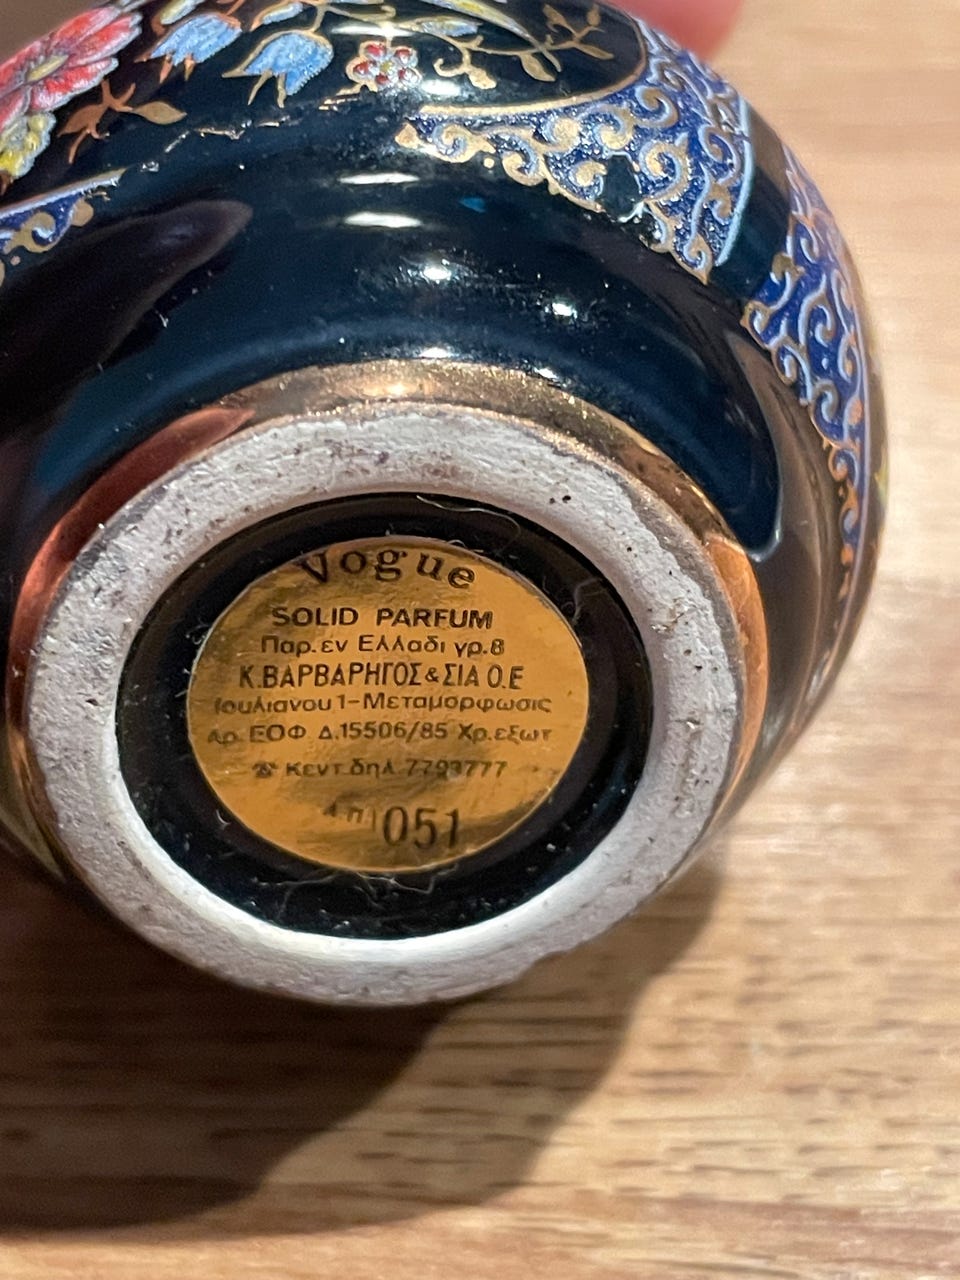 Vogue
SOLID PARFUM
Παρ.εν Ελλαδι γρ.8
Κ.ΒΑΡΒΑΡΗΓΟΣ&ΣΙΑ Ο.Ε
Ιουλιανου 1-Μεταμορφωσις
Αρ. ΕΟΦ Δ.15506/85 Χρ.εξωτ
☎ Κεντ.δηλ 7793777
051